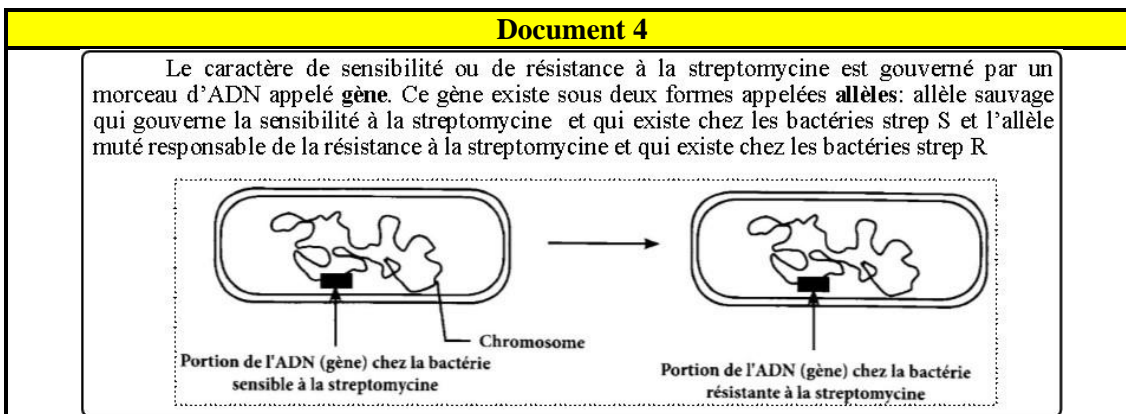 Document 4
Le caractère de sensibilité ou de résistance à la streptomycine est gouverné par un
morceau d’ADN appelé gène. Ce gène existe sous deux formes appelées allèles: allèle sauvage
qui gouverne la sensibilité à la streptomycine et qui existe chez les bactéries strep S et l’allèle
muté responsable de la résistance à la streptomycine et qui existe chez les bactéries strep R
Chromosome
Portion de l'ADN (gène) chez la bactérie
sensible à la streptomycine
Portion de l'ADN (gène) chez la bactérie
résistante à la streptomycine